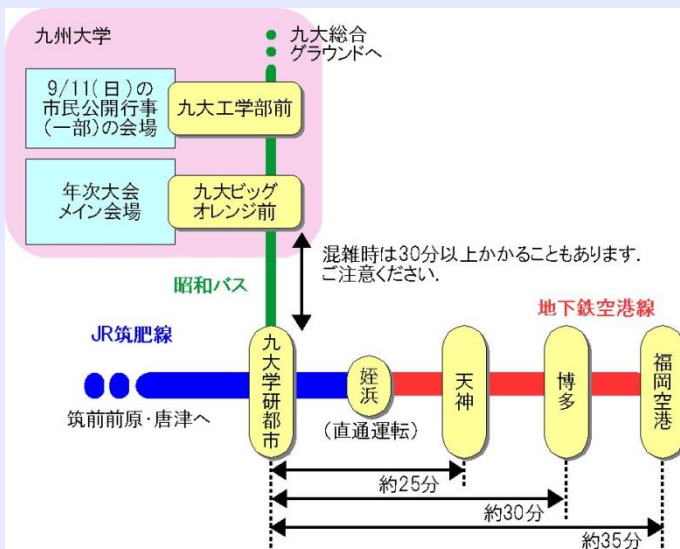 九州大学
九大総合
グラウンドへ
9/11(日)の
市民公開行事
(一部)の会場
九大工学部前
年次大会
メイン会場
九大ビッグ
オレンジ前
混雑時は30分以上かかることもあります.
ご注意ください.
昭和バス
地下鉄空港線
JR筑肥線
九大学研都市
姪浜
天神
博多
福岡空港
筑前前原・唐津へ
(直通運転)
約25分
約30分
約35分